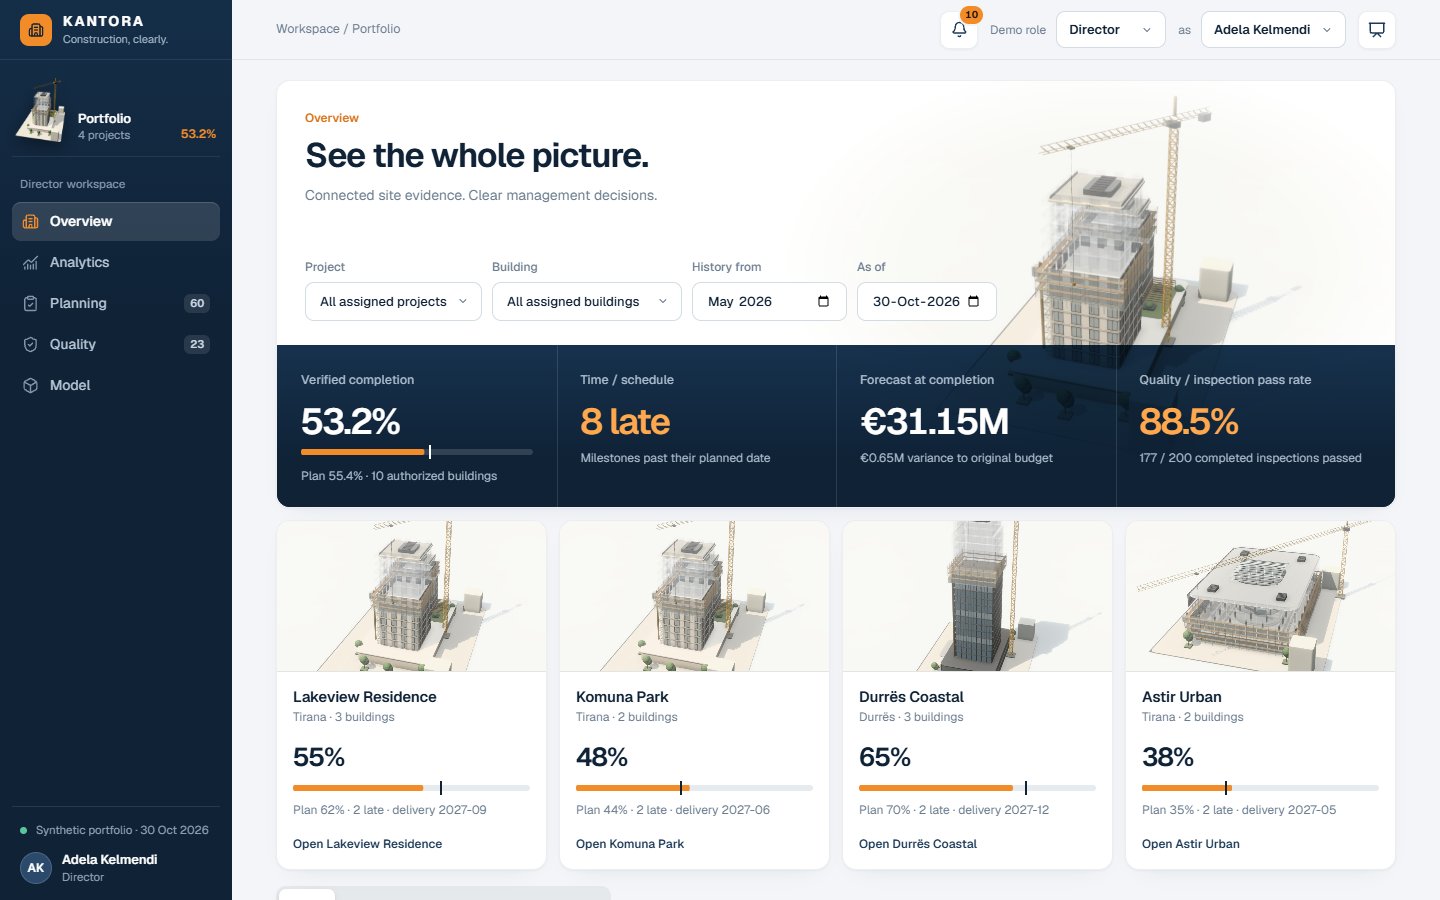 KANTORA
Construction, clearly.
Portfolio
4 projects
53.2%
Director workspace
Overview
Analytics
Planning
60
Quality
23
Model
Synthetic portfolio · 30 Oct 2026
AK
Adela Kelmendi
Director
Workspace / Portfolio
10
Demo role
Director
as
Adela Kelmendi
Overview
See the whole picture.
Connected site evidence. Clear management decisions.
Project
Building
History from
As of
All assigned projects
All assigned buildings
May 2026
30-Oct-2026
Verified completion
53.2%
Plan 55.4% · 10 authorized buildings
Time / schedule
8 late
Milestones past their planned date
Forecast at completion
€31.15M
€0.65M variance to original budget
Quality / inspection pass rate
88.5%
177 / 200 completed inspections passed
Lakeview Residence
Tirana · 3 buildings
55%
Plan 62% · 2 late · delivery 2027-09
Open Lakeview Residence
Komuna Park
Tirana · 2 buildings
48%
Plan 44% · 2 late · delivery 2027-06
Open Komuna Park
Durrës Coastal
Durrës · 3 buildings
65%
Plan 70% · 2 late · delivery 2027-12
Open Durrës Coastal
Astir Urban
Tirana · 2 buildings
38%
Plan 35% · 2 late · delivery 2027-05
Open Astir Urban